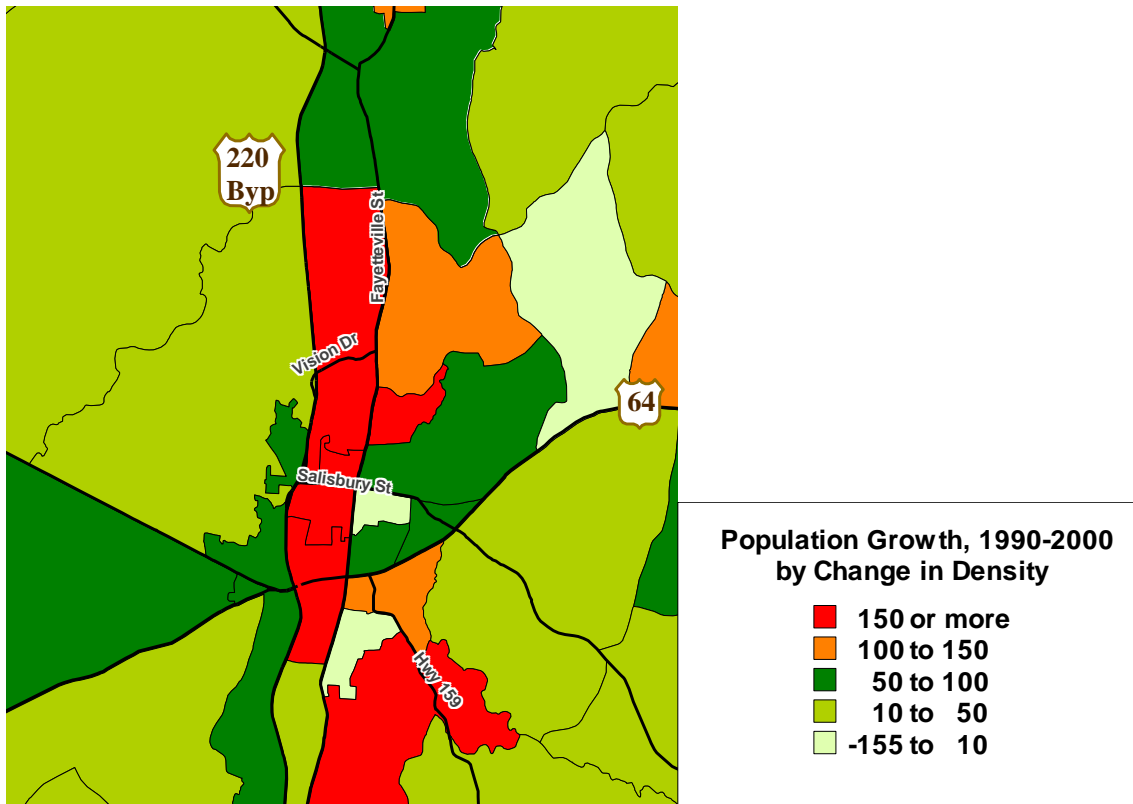 220
Byp
Fayetteville St
Vision Dr
64
Salisbury St
Hwy 159
Population Growth, 1990-2000
by Change in Density
150 or more
100 to 150
50 to 100
10 to 50
-155 to 10